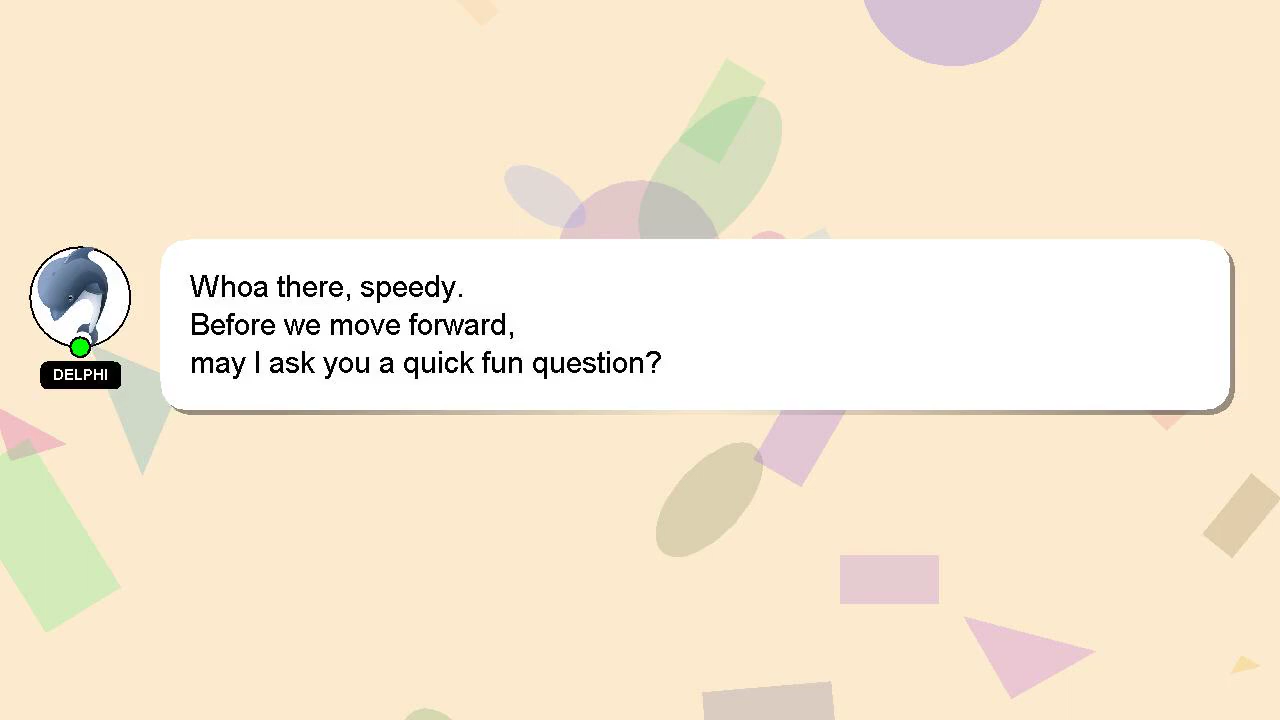 Whoa there, speedy.
Before we move forward,
may I ask you a quick fun question?
DELPHI